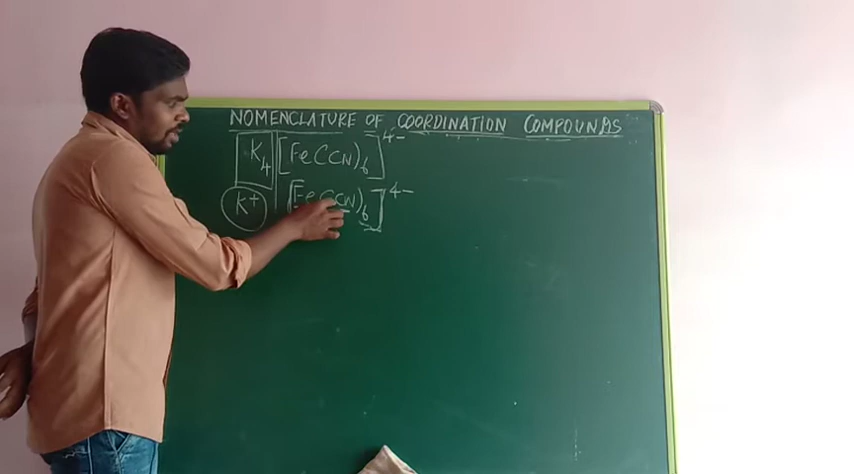 NOMENCLATURE OF COORDINATION COMPOUNDS
K4 [Fe(CN)6]4-
K+ [Fe(CN)6]4-